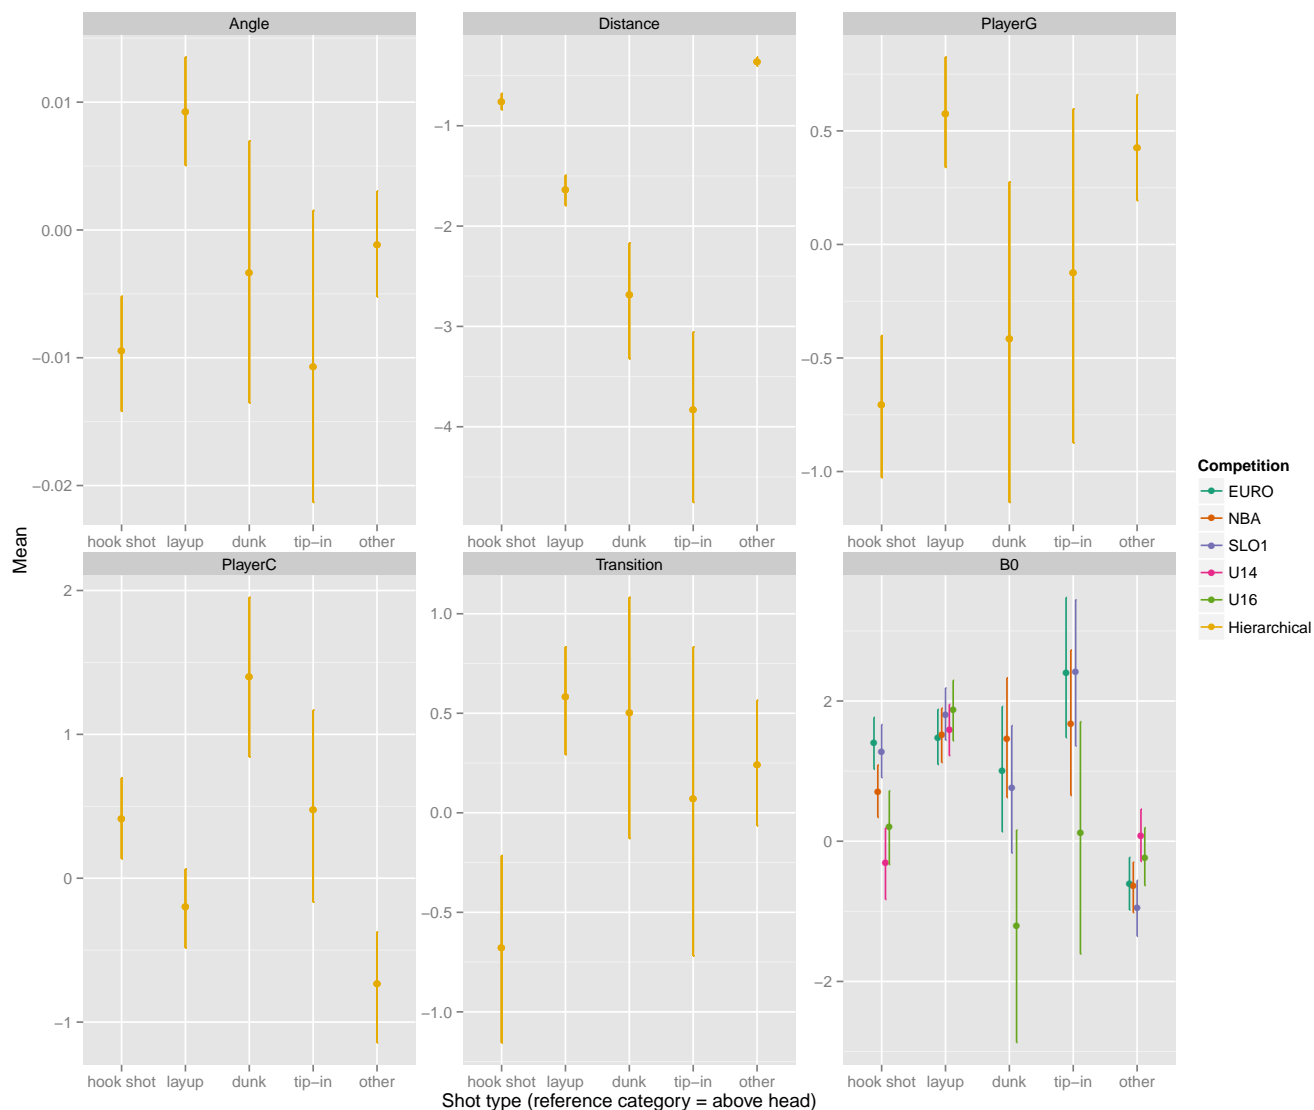 Angle
Distance
PlayerG
0.01
0.00
−0.01
−0.02
−1
−2
−3
−4
0.5
0.0
−0.5
−1.0
hook shot layup dunk tip−in other
hook shot layup dunk tip−in other
hook shot layup dunk tip−in other
PlayerC
Transition
B0
2
1
0
−1
1.0
0.5
0.0
−0.5
−1.0
2
0
−2
hook shot layup dunk tip−in other
hook shot layup dunk tip−in other
hook shot layup dunk tip−in other
Mean
Shot type (reference category = above head)
Competition
EURO
NBA
SLO1
U14
U16
Hierarchical